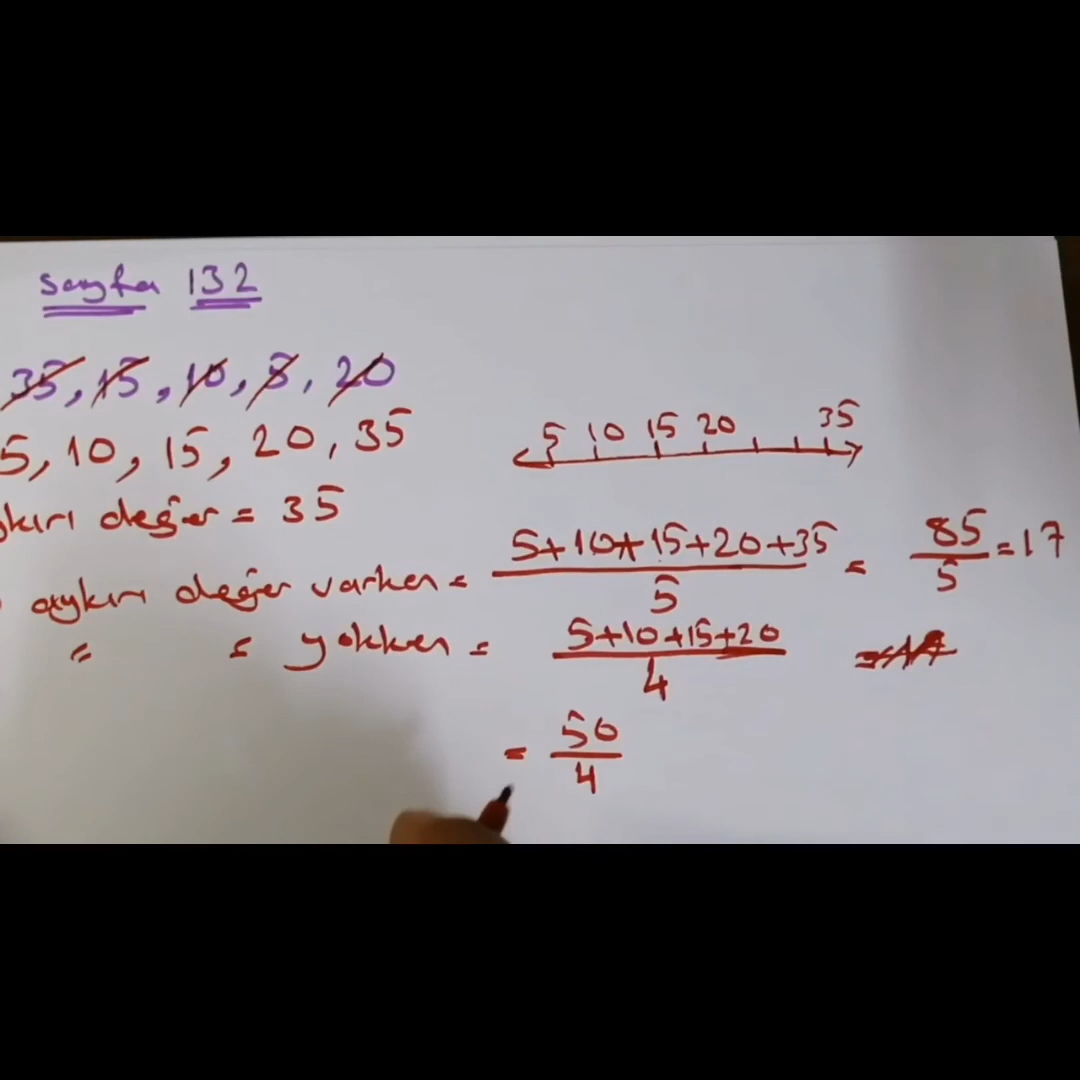 Sayfa 132
35, 15, 10, 5, 20
5, 10, 15, 20, 35
5 10 15 20 35
ykırı değer = 35
aykırı değer varken = 5+10+15+20+35 / 5 = 85 / 5 = 17
" " yokken = 5+10+15+20 / 4
= 50 / 4